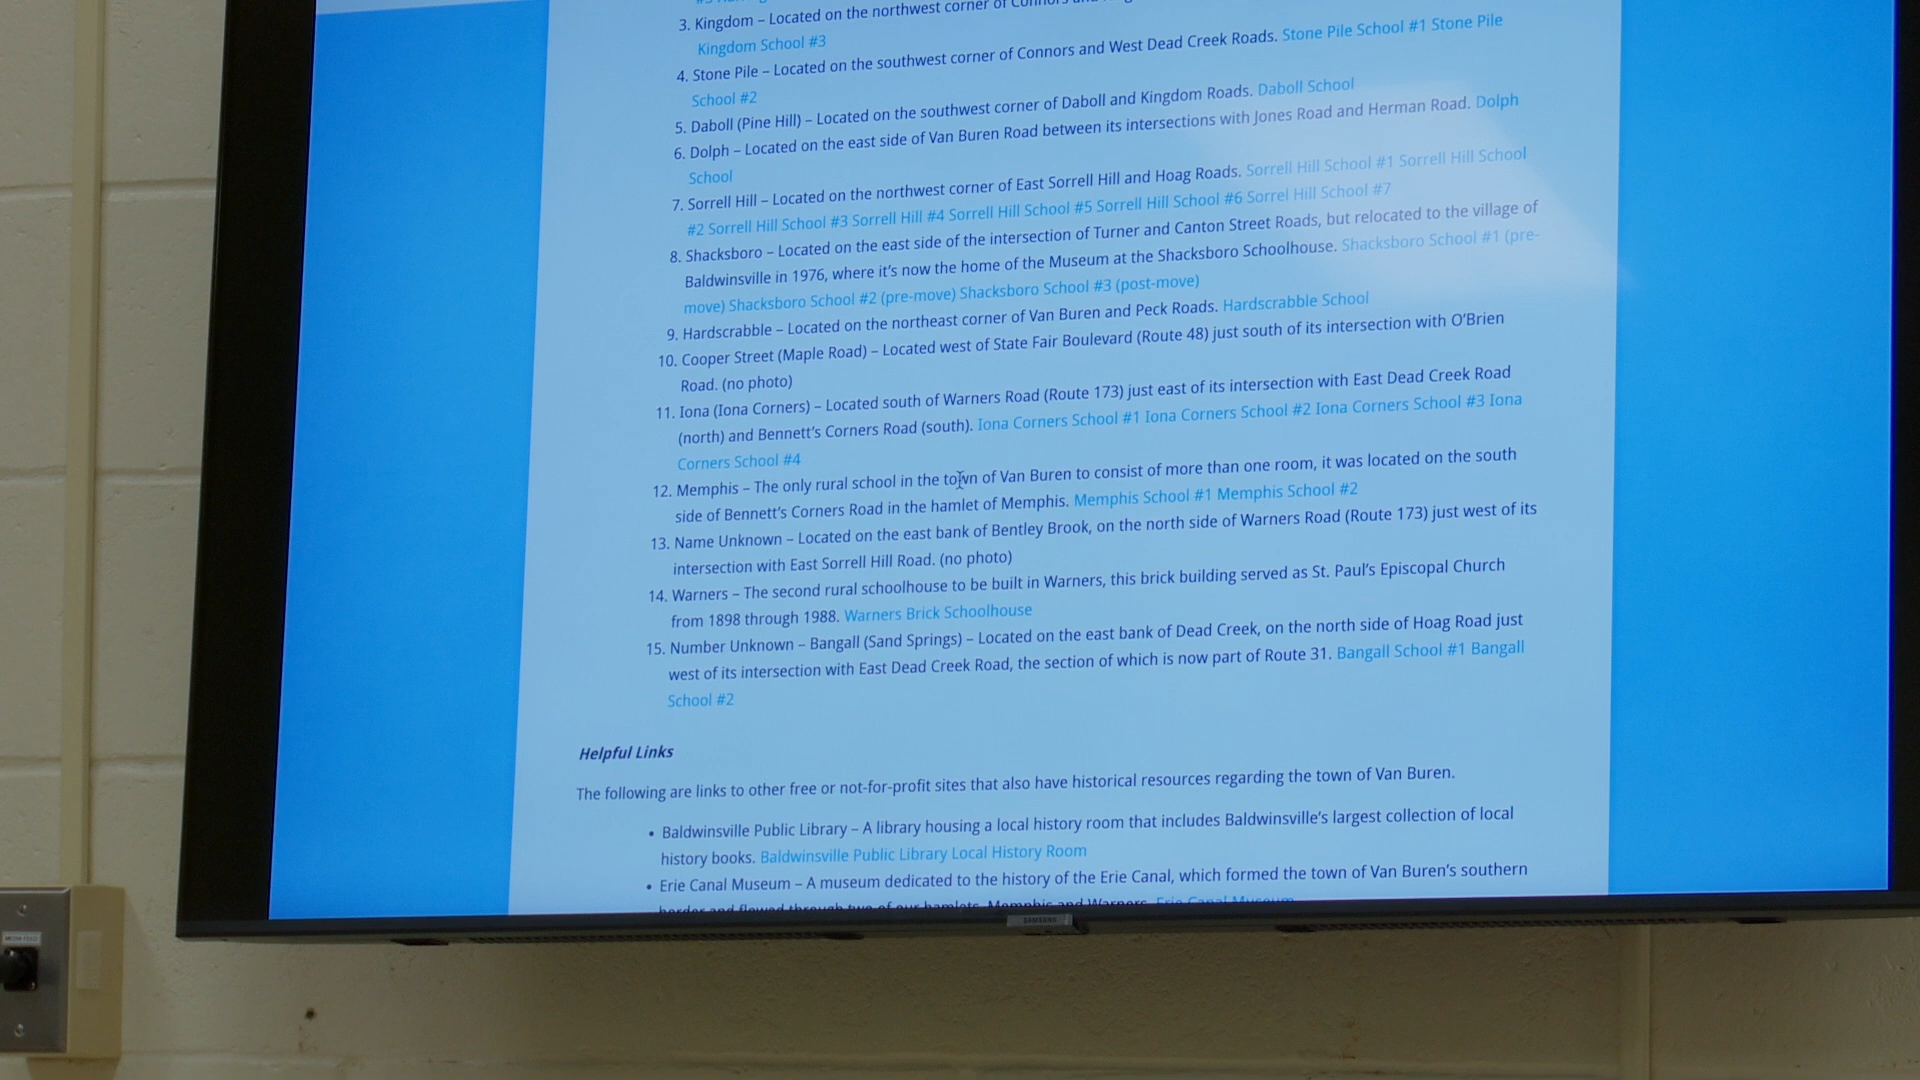 3. Kingdom – Located on the northwest corner of
Kingdom School #3
4. Stone Pile – Located on the southwest corner of Connors and West Dead Creek Roads. Stone Pile School #1 Stone Pile
School #2
5. Daboll (Pine Hill) – Located on the southwest corner of Daboll and Kingdom Roads. Daboll School
6. Dolph – Located on the east side of Van Buren Road between its intersections with Jones Road and Herman Road. Dolph
School
7. Sorrell Hill – Located on the northwest corner of East Sorrell Hill and Hoag Roads. Sorrell Hill School #1 Sorrell Hill School
#2 Sorrell Hill School #3 Sorrell Hill #4 Sorrell Hill School #5 Sorrell Hill School #6 Sorrel Hill School #7
8. Shacksboro – Located on the east side of the intersection of Turner and Canton Street Roads, but relocated to the village of
Baldwinsville in 1976, where it's now the home of the Museum at the Shacksboro Schoolhouse. Shacksboro School #1 (pre-
move) Shacksboro School #2 (pre-move) Shacksboro School #3 (post-move)
9. Hardscrabble – Located on the northeast corner of Van Buren and Peck Roads. Hardscrabble School
10. Cooper Street (Maple Road) – Located west of State Fair Boulevard (Route 48) just south of its intersection with O'Brien
Road. (no photo)
11. Iona (Iona Corners) – Located south of Warners Road (Route 173) just east of its intersection with East Dead Creek Road
(north) and Bennett's Corners Road (south). Iona Corners School #1 Iona Corners School #2 Iona Corners School #3 Iona
Corners School #4
12. Memphis – The only rural school in the town of Van Buren to consist of more than one room, it was located on the south
side of Bennett's Corners Road in the hamlet of Memphis. Memphis School #1 Memphis School #2
13. Name Unknown – Located on the east bank of Bentley Brook, on the north side of Warners Road (Route 173) just west of its
intersection with East Sorrell Hill Road. (no photo)
14. Warners – The second rural schoolhouse to be built in Warners, this brick building served as St. Paul's Episcopal Church
from 1898 through 1988. Warners Brick Schoolhouse
15. Number Unknown – Bangall (Sand Springs) – Located on the east bank of Dead Creek, on the north side of Hoag Road just
west of its intersection with East Dead Creek Road, the section of which is now part of Route 31. Bangall School #1 Bangall
School #2
Helpful Links
The following are links to other free or not-for-profit sites that also have historical resources regarding the town of Van Buren.
• Baldwinsville Public Library – A library housing a local history room that includes Baldwinsville's largest collection of local
history books. Baldwinsville Public Library Local History Room
• Erie Canal Museum – A museum dedicated to the history of the Erie Canal, which formed the town of Van Buren's southern
border and flowed through two of our hamlets, Memphis and Warners. Erie Canal Museum
SAMSUNG